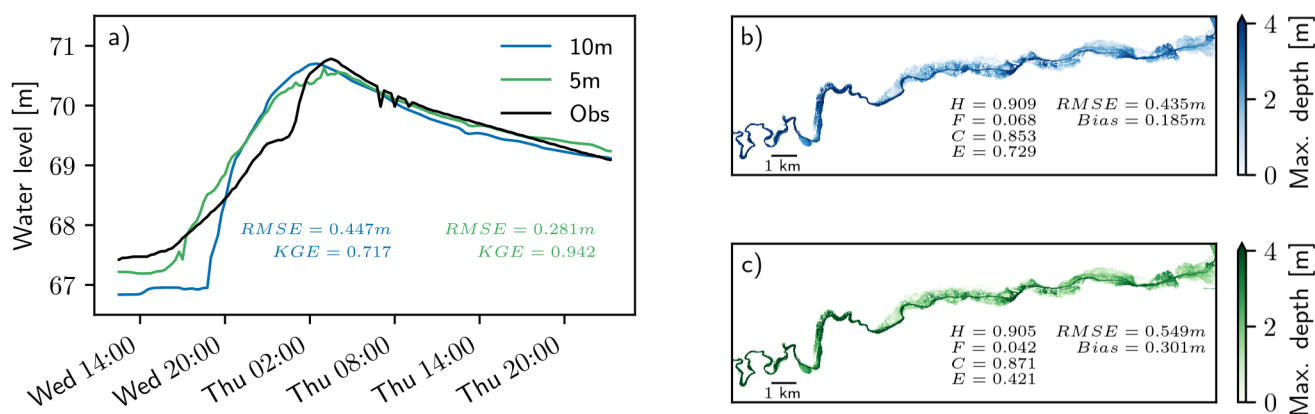 a)
Water level [m]
71
70
69
68
67
10m
5m
Obs
RMSE = 0.447m
KGE = 0.717
RMSE = 0.281m
KGE = 0.942
Wed 14:00
Wed 20:00
Thu 02:00
Thu 08:00
Thu 14:00
Thu 20:00
b)
H = 0.909 RMSE = 0.435m
F = 0.068 Bias = 0.185m
C = 0.853
E = 0.729
1 km
4
2
0
Max. depth [m]
c)
H = 0.905 RMSE = 0.549m
F = 0.042 Bias = 0.301m
C = 0.871
E = 0.421
1 km
4
2
0
Max. depth [m]